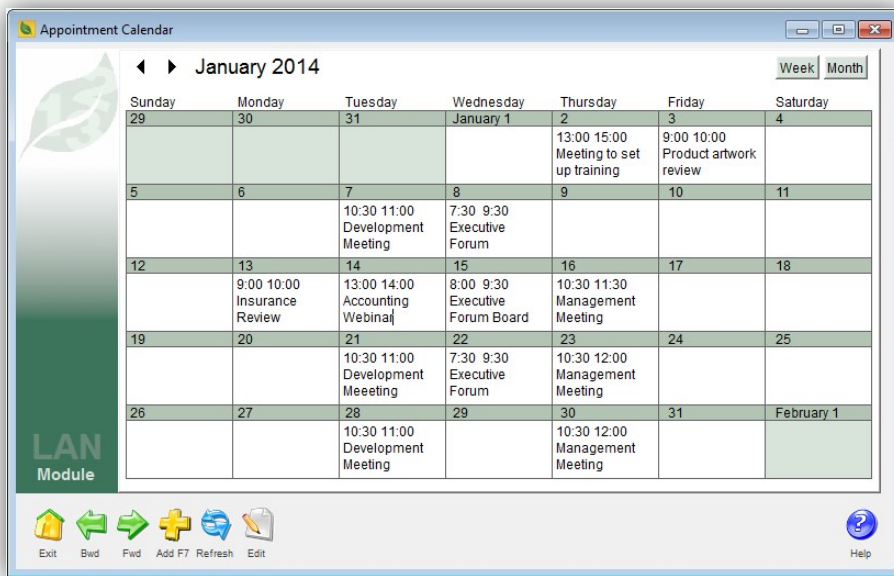 Appointment Calendar
January 2014
Week Month
Sunday Monday Tuesday Wednesday Thursday Friday Saturday
29 30 31 January 1 2 3 4
13:00 15:00
Meeting to set
up training
9:00 10:00
Product artwork
review
5 6 7 8 9 10 11
10:30 11:00
Development
Meeting
7:30 9:30
Executive
Forum
12 13 14 15 16 17 18
9:00 10:00
Insurance
Review
13:00 14:00
Accounting
Webinar
8:00 9:30
Executive
Forum Board
10:30 11:30
Management
Meeting
19 20 21 22 23 24 25
10:30 11:00
Development
Meeeting
7:30 9:30
Executive
Forum
10:30 12:00
Management
Meeting
26 27 28 29 30 31 February 1
10:30 11:00
Development
Meeting
10:30 12:00
Management
Meeting
LAN
Module
Exit Bwd Fwd Add F7 Refresh Edit Help